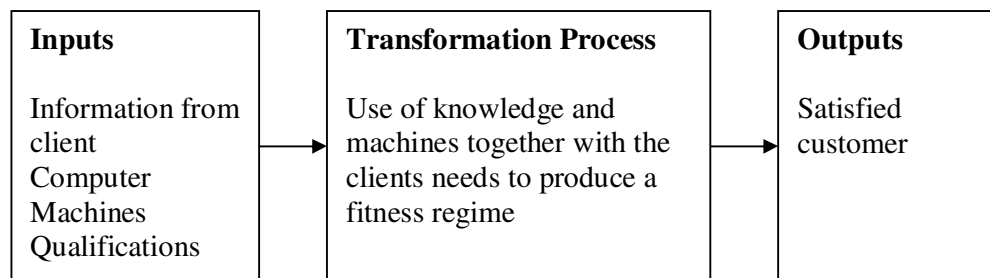 Inputs
Information from
client
Computer
Machines
Qualifications
Transformation Process
Use of knowledge and
machines together with the
clients needs to produce a
fitness regime
Outputs
Satisfied
customer